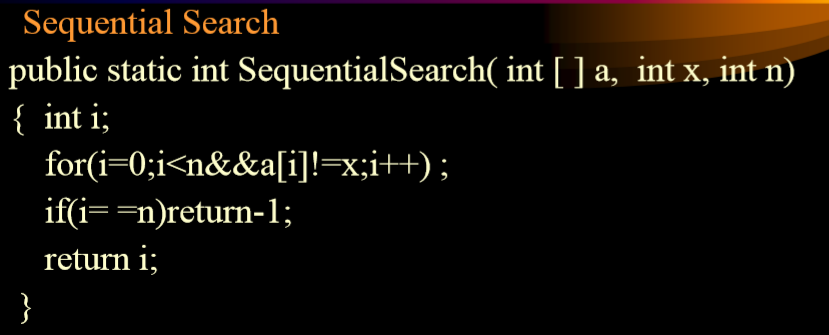 Sequential Search
public static int SequentialSearch( int [ ] a,  int x, int n)
{  int i;
for(i=0;i<n&&a[i]!=x;i++) ;
if(i= =n)return-1;
return i;
}